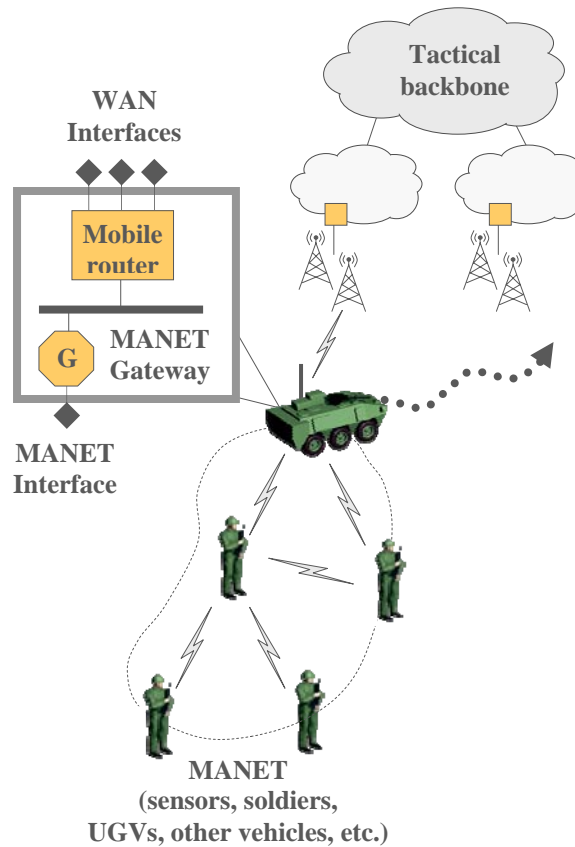 Tactical
backbone
WAN
Interfaces
Mobile
router
MANET
Gateway
G
MANET
Interface
MANET
(sensors, soldiers,
UGVs, other vehicles, etc.)